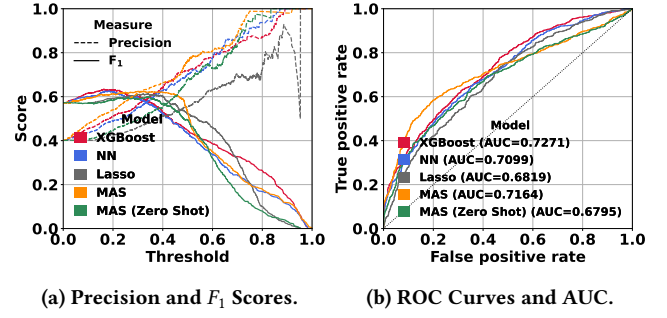 1.0
0.8
0.6
0.4
0.2
0.0
Score
Measure
Precision
F1
Model
XGBoost
NN
Lasso
MAS
MAS (Zero Shot)
0.0 0.2 0.4 0.6 0.8 1.0
Threshold
(a) Precision and F1 Scores.
1.0
0.8
0.6
0.4
0.2
0.0
True positive rate
Model
XGBoost (AUC=0.7271)
NN (AUC=0.7099)
Lasso (AUC=0.6819)
MAS (AUC=0.7164)
MAS (Zero Shot) (AUC=0.6795)
0.0 0.2 0.4 0.6 0.8 1.0
False positive rate
(b) ROC Curves and AUC.